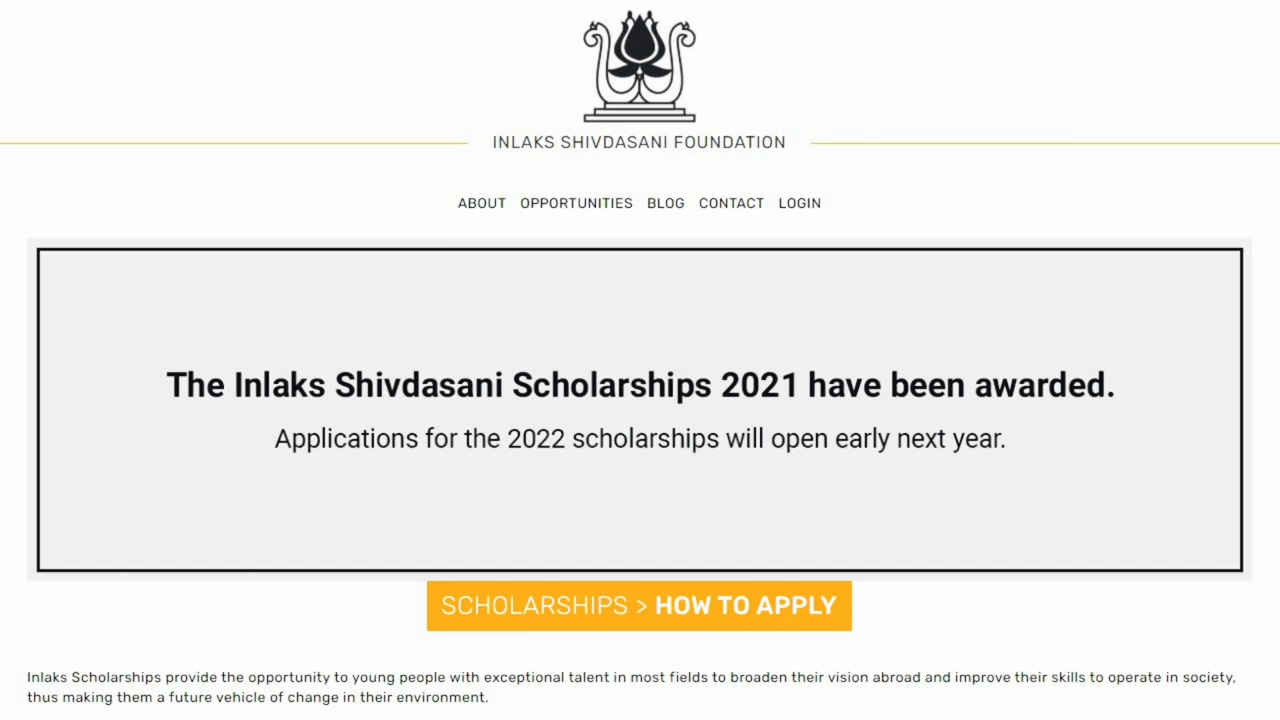 INLAKS SHIVDASANI FOUNDATION
ABOUT OPPORTUNITIES BLOG CONTACT LOGIN
The Inlaks Shivdasani Scholarships 2021 have been awarded.
Applications for the 2022 scholarships will open early next year.
SCHOLARSHIPS > HOW TO APPLY
Inlaks Scholarships provide the opportunity to young people with exceptional talent in most fields to broaden their vision abroad and improve their skills to operate in society,
thus making them a future vehicle of change in their environment.